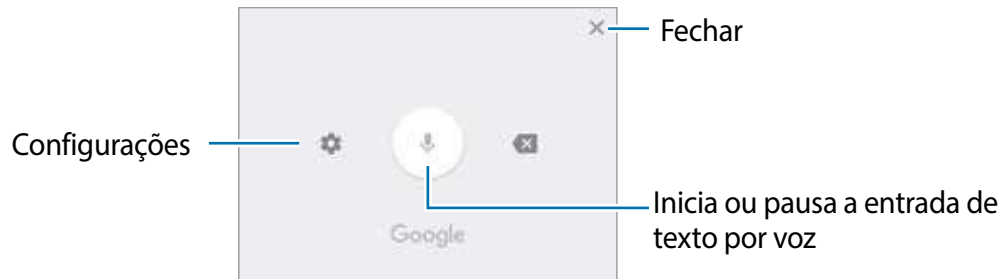 Fechar
Configurações
Inicia ou pausa a entrada de
texto por voz
Google